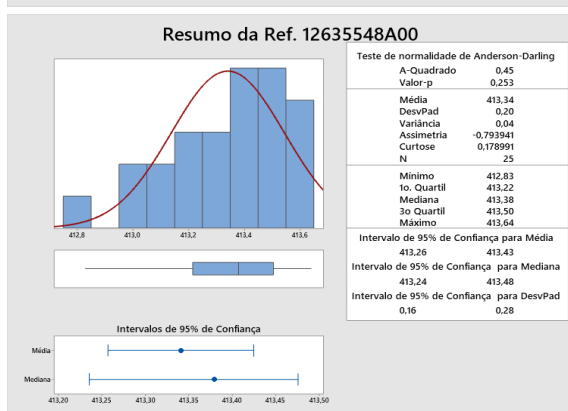 Resumo da Ref. 12635548A00
Teste de normalidade de Anderson-Darling
A-Quadrado 0,45
Valor-p 0,253
Média 413,34
DesvPad 0,20
Variância 0,04
Assimetria -0,793941
Curtose 0,178991
N 25
Mínimo 412,83
1o. Quartil 413,22
Mediana 413,38
3o Quartil 413,50
Máximo 413,64
Intervalo de 95% de Confiança para Média
413,26 413,43
Intervalo de 95% de Confiança para Mediana
413,24 413,48
Intervalo de 95% de Confiança para DesvPad
0,16 0,28
412,8 413,0 413,2 413,4 413,6
Intervalos de 95% de Confiança
Média
Mediana
413,20 413,25 413,30 413,35 413,40 413,45 413,50